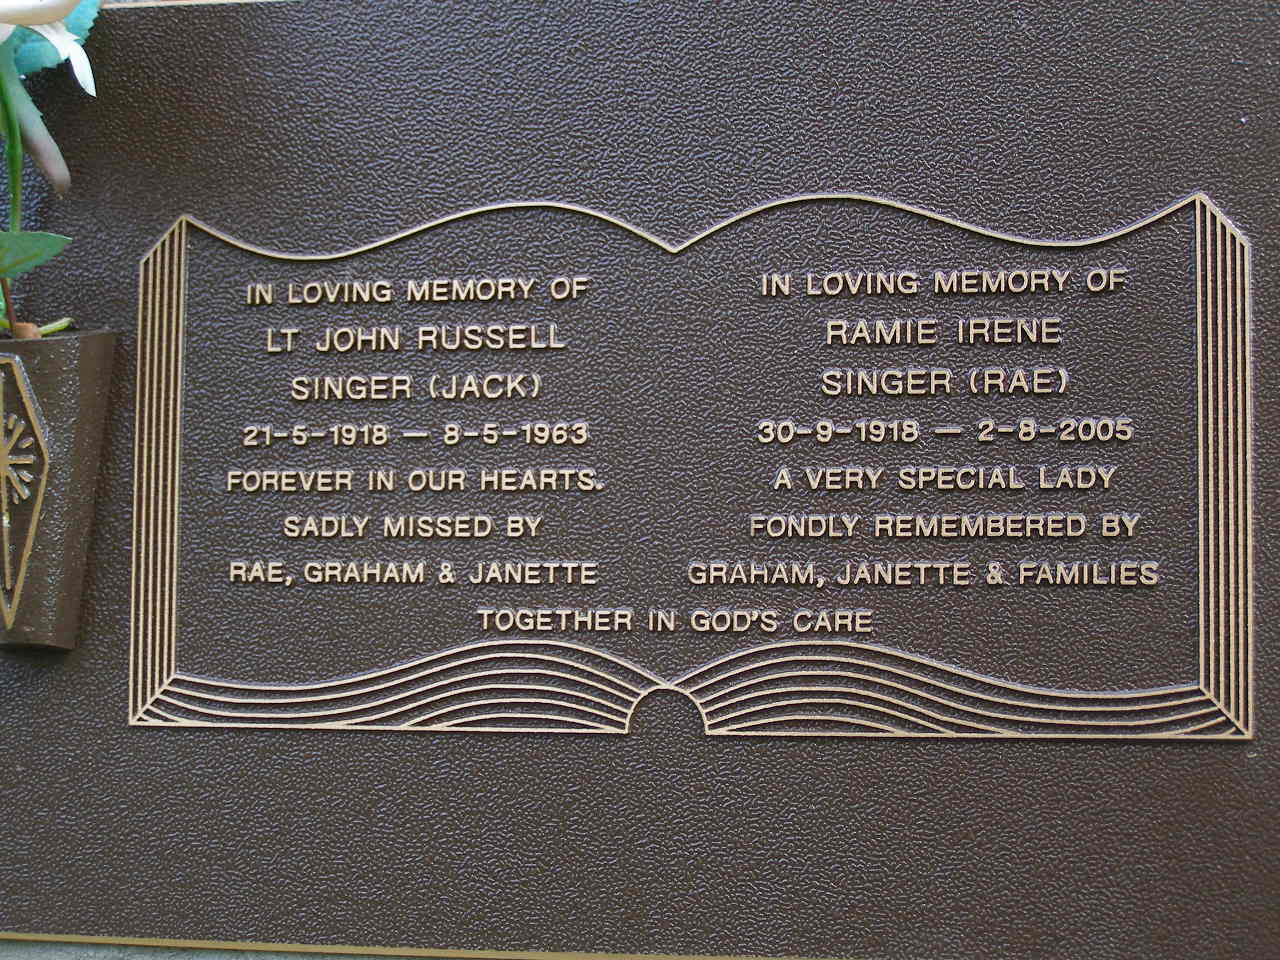 IN LOVING MEMORY OF
LT JOHN RUSSELL
SINGER (JACK)
21-5-1918 — 8-5-1963
FOREVER IN OUR HEARTS.
SADLY MISSED BY
RAE, GRAHAM & JANETTE
IN LOVING MEMORY OF
RAMIE IRENE
SINGER (RAE)
30-9-1918 — 2-8-2005
A VERY SPECIAL LADY
FONDLY REMEMBERED BY
GRAHAM, JANETTE & FAMILIES
TOGETHER IN GOD'S CARE